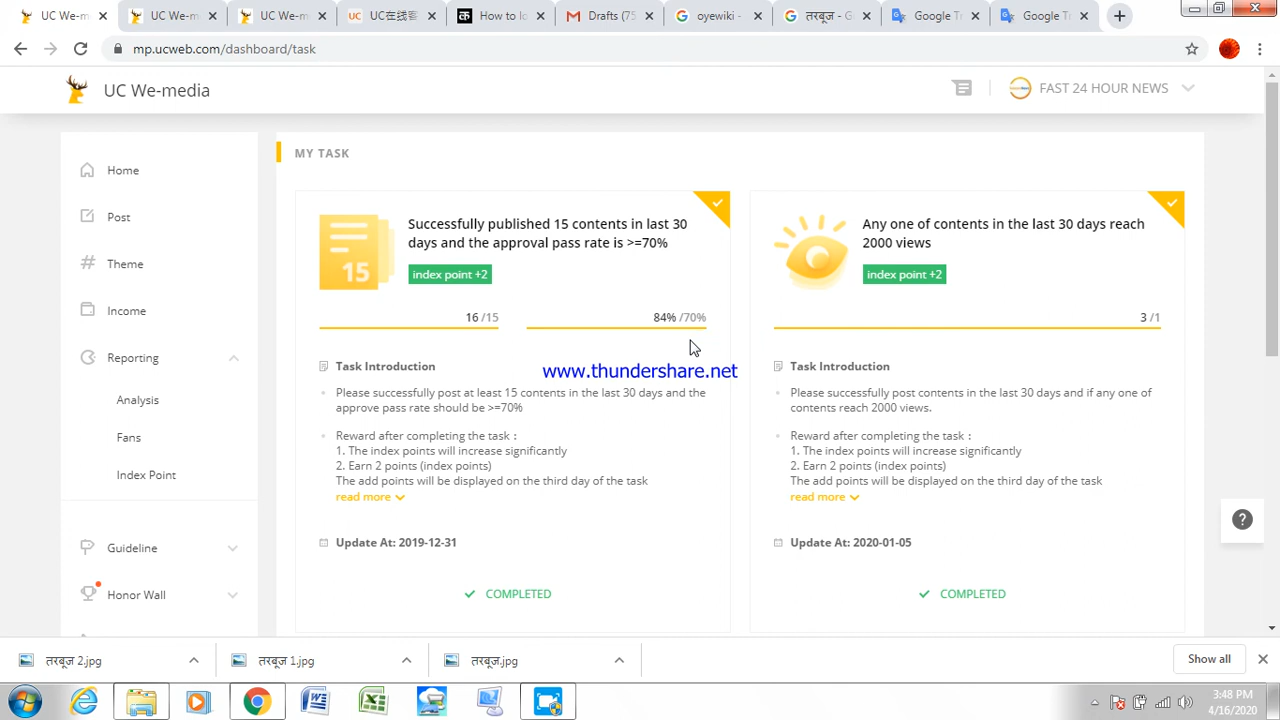 UC We-m
UC We-m
UC We-m
UC在线客
How to lo
Drafts (75
oyewiki -
तरबूज - G
Google Tr
Google Tr
mp.ucweb.com/dashboard/task
UC We-media
FAST 24 HOUR NEWS
Home
Post
Theme
Income
Reporting
Analysis
Fans
Index Point
Guideline
Honor Wall
MY TASK
15
Successfully published 15 contents in last 30
days and the approval pass rate is >=70%
index point +2
16 /15
84% /70%
Task Introduction
www.thundershare.net
Please successfully post at least 15 contents in the last 30 days and the
approve pass rate should be >=70%
Reward after completing the task :
1. The index points will increase significantly
2. Earn 2 points (index points)
The add points will be displayed on the third day of the task
read more
Update At: 2019-12-31
COMPLETED
Any one of contents in the last 30 days reach
2000 views
index point +2
3 /1
Task Introduction
Please successfully post contents in the last 30 days and if any one of
contents reach 2000 views.
Reward after completing the task :
1. The index points will increase significantly
2. Earn 2 points (index points)
The add points will be displayed on the third day of the task
read more
Update At: 2020-01-05
COMPLETED
?
तरबूज 2.jpg
तरबूज 1.jpg
तरबूज.jpg
Show all
3:48 PM
4/16/2020